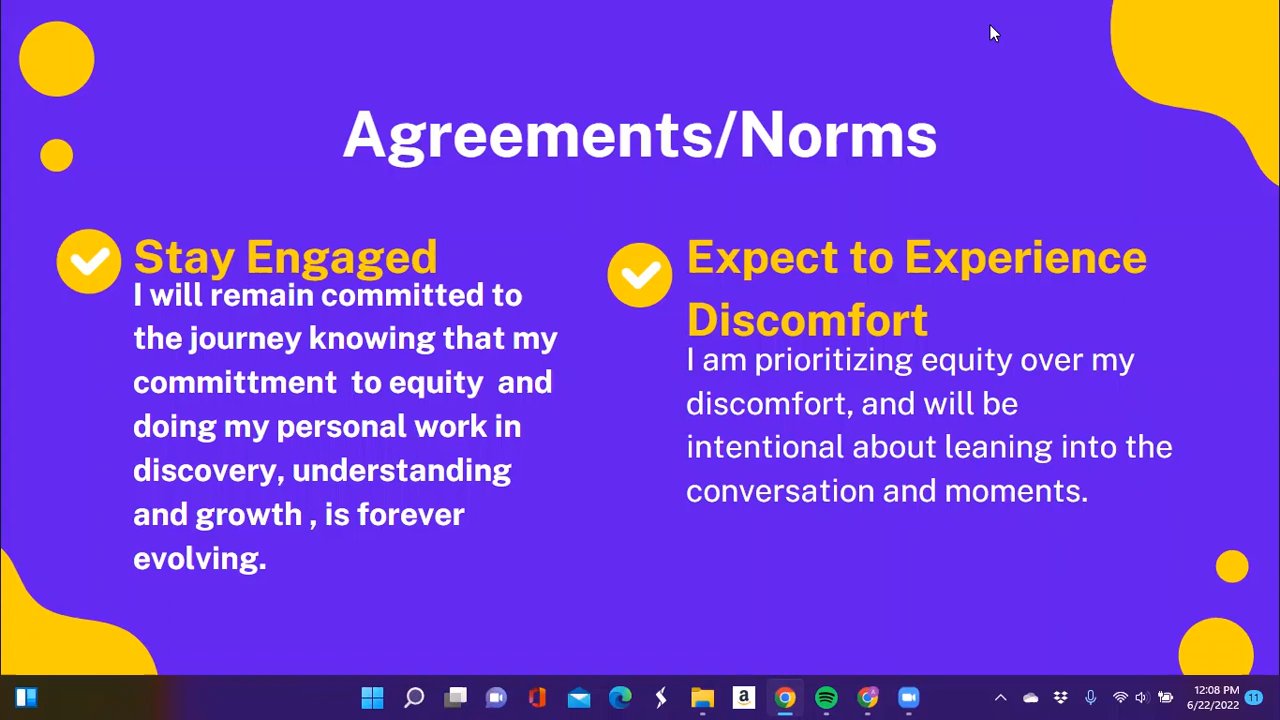 Agreements/Norms
Stay Engaged
I will remain committed to
the journey knowing that my
committment  to equity  and
doing my personal work in
discovery, understanding
and growth , is forever
evolving.
Expect to Experience
Discomfort
I am prioritizing equity over my
discomfort, and will be
intentional about leaning into the
conversation and moments.
a
12:08 PM
6/22/2022
11